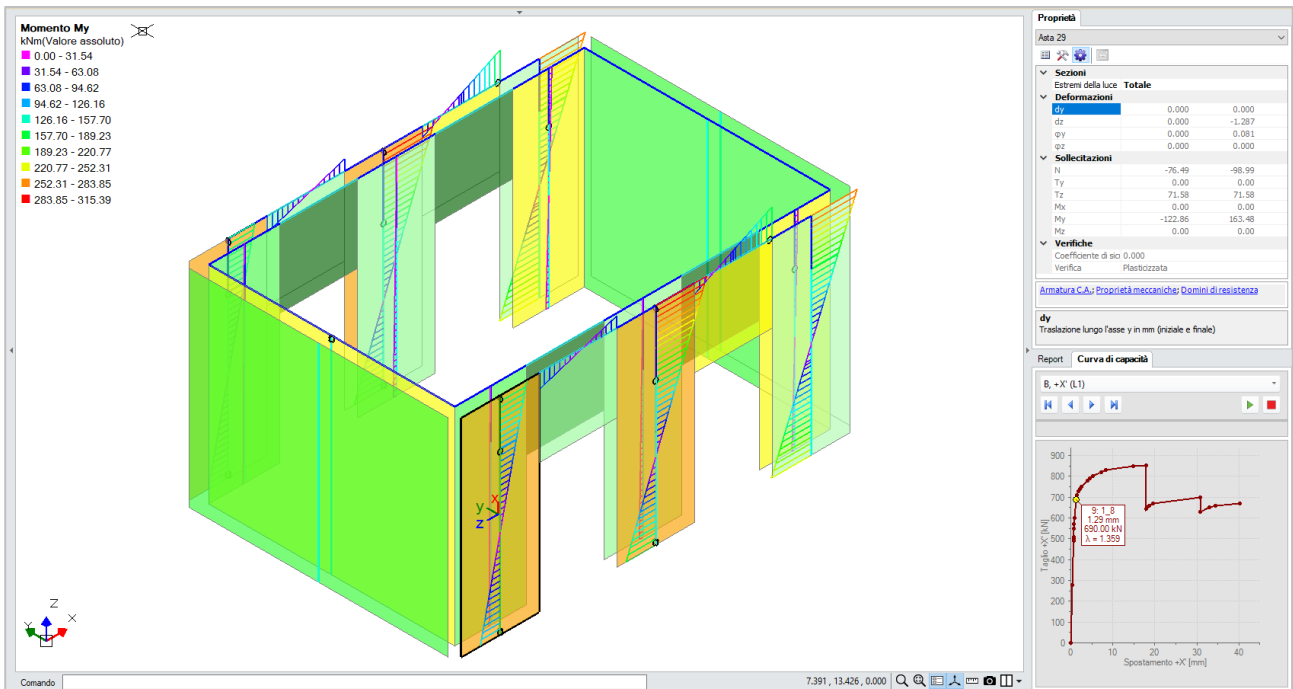 Momento My
kNm(Valore assoluto)
0.00 - 31.54
31.54 - 63.08
63.08 - 94.62
94.62 - 126.16
126.16 - 157.70
157.70 - 189.23
189.23 - 220.77
220.77 - 252.31
252.31 - 283.85
283.85 - 315.39
x
y
z
Z
Y
X
Comando
7.391 , 13.426 , 0.000
Proprietà
Asta 29
Sezioni
Estremi della luce Totale
Deformazioni
dy 0.000 0.000
dz 0.000 -1.287
φy 0.000 0.081
φz 0.000 0.000
Sollecitazioni
N -76.49 -98.99
Ty 0.00 0.00
Tz 71.58 71.58
Mx 0.00 0.00
My -122.86 163.48
Mz 0.00 0.00
Verifiche
Coefficiente di sic 0.000
Verifica Plasticizzata
Armatura C.A.; Proprietà meccaniche; Domini di resistenza
dy
Traslazione lungo l'asse y in mm (iniziale e finale)
Report Curva di capacità
B, +X' (L1)
900
800
700
600
500
400
300
200
100
0
Taglio +X' [kN]
9: 1_8
1.29 mm
690.00 kN
λ = 1.359
0 10 20 30 40
Spostamento +X' [mm]